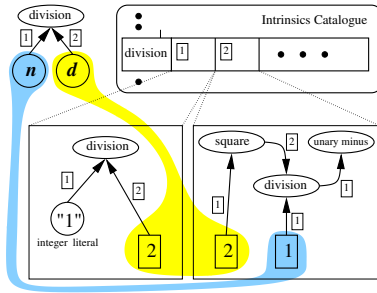 division
1
2
n
d
Intrinsics Catalogue
division
1
2
division
1
2
"1"
integer literal
2
square
2
unary minus
division
1
1
1
2
1